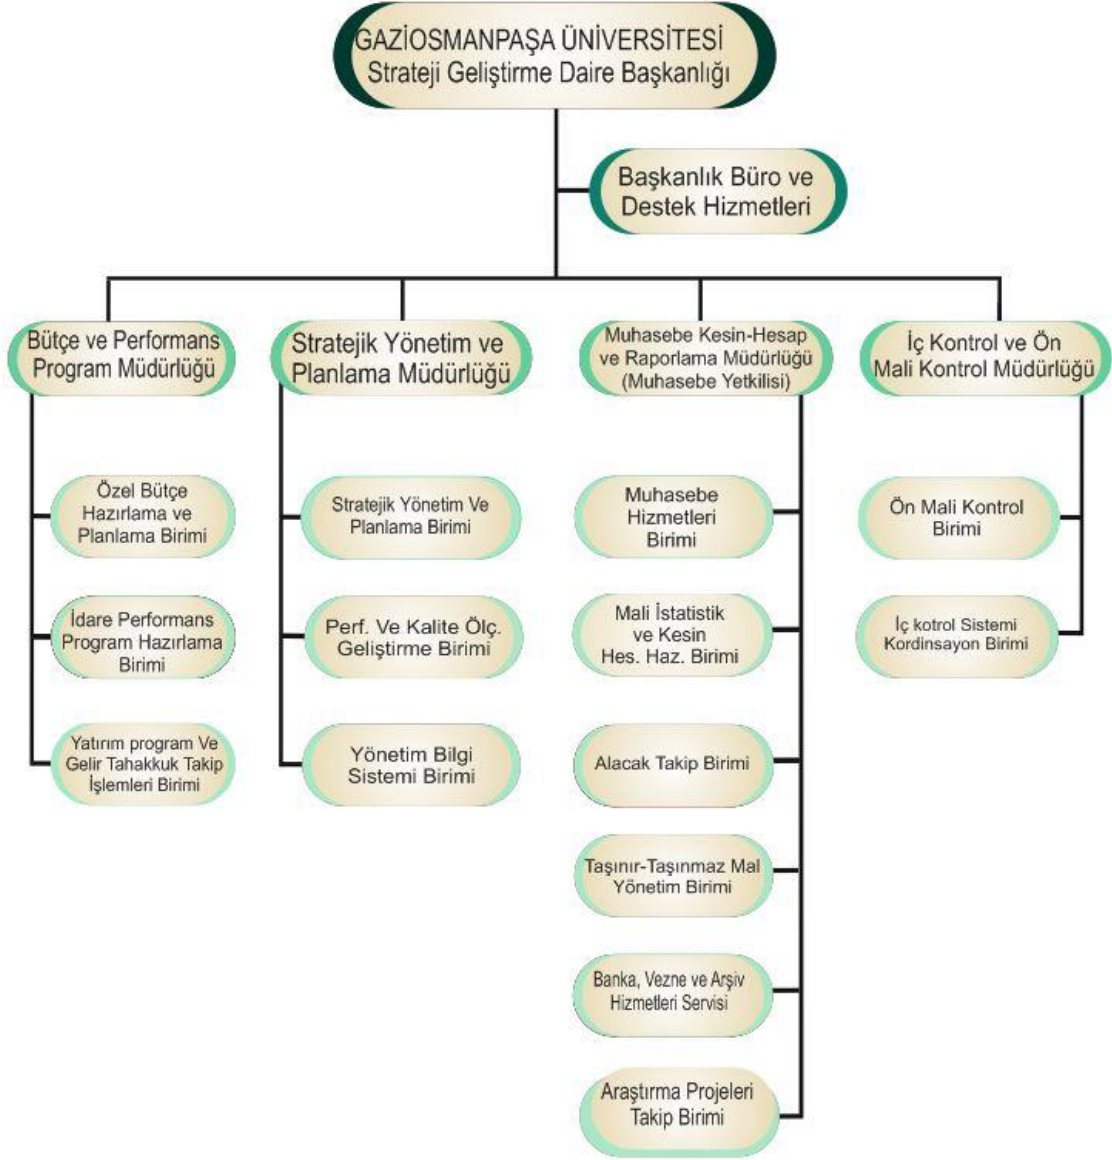 GAZİOSMANPAŞA ÜNİVERSİTESİ
Strateji Geliştirme Daire Başkanlığı
Başkanlık Büro ve
Destek Hizmetleri
Bütçe ve Performans
Program Müdürlüğü
Stratejik Yönetim ve
Planlama Müdürlüğü
Muhasebe Kesin-Hesap
ve Raporlama Müdürlüğü
(Muhasebe Yetkilisi)
İç Kontrol ve Ön
Mali Kontrol Müdürlüğü
Özel Bütçe
Hazırlama ve
Planlama Birimi
İdare Performans
Program Hazırlama
Birimi
Yatırım program Ve
Gelir Tahakkuk Takip
İşlemleri Birimi
Stratejik Yönetim Ve
Planlama Birimi
Perf. Ve Kalite Ölç.
Geliştirme Birimi
Yönetim Bilgi
Sistemi Birimi
Muhasebe
Hizmetleri
Birimi
Mali İstatistik
ve Kesin
Hes. Haz. Birimi
Alacak Takip Birimi
Taşınır-Taşınmaz Mal
Yönetim Birimi
Banka, Vezne ve Arşiv
Hizmetleri Servisi
Araştırma Projeleri
Takip Birimi
Ön Mali Kontrol
Birimi
İç kotrol Sistemi
Kordinsayon Birimi